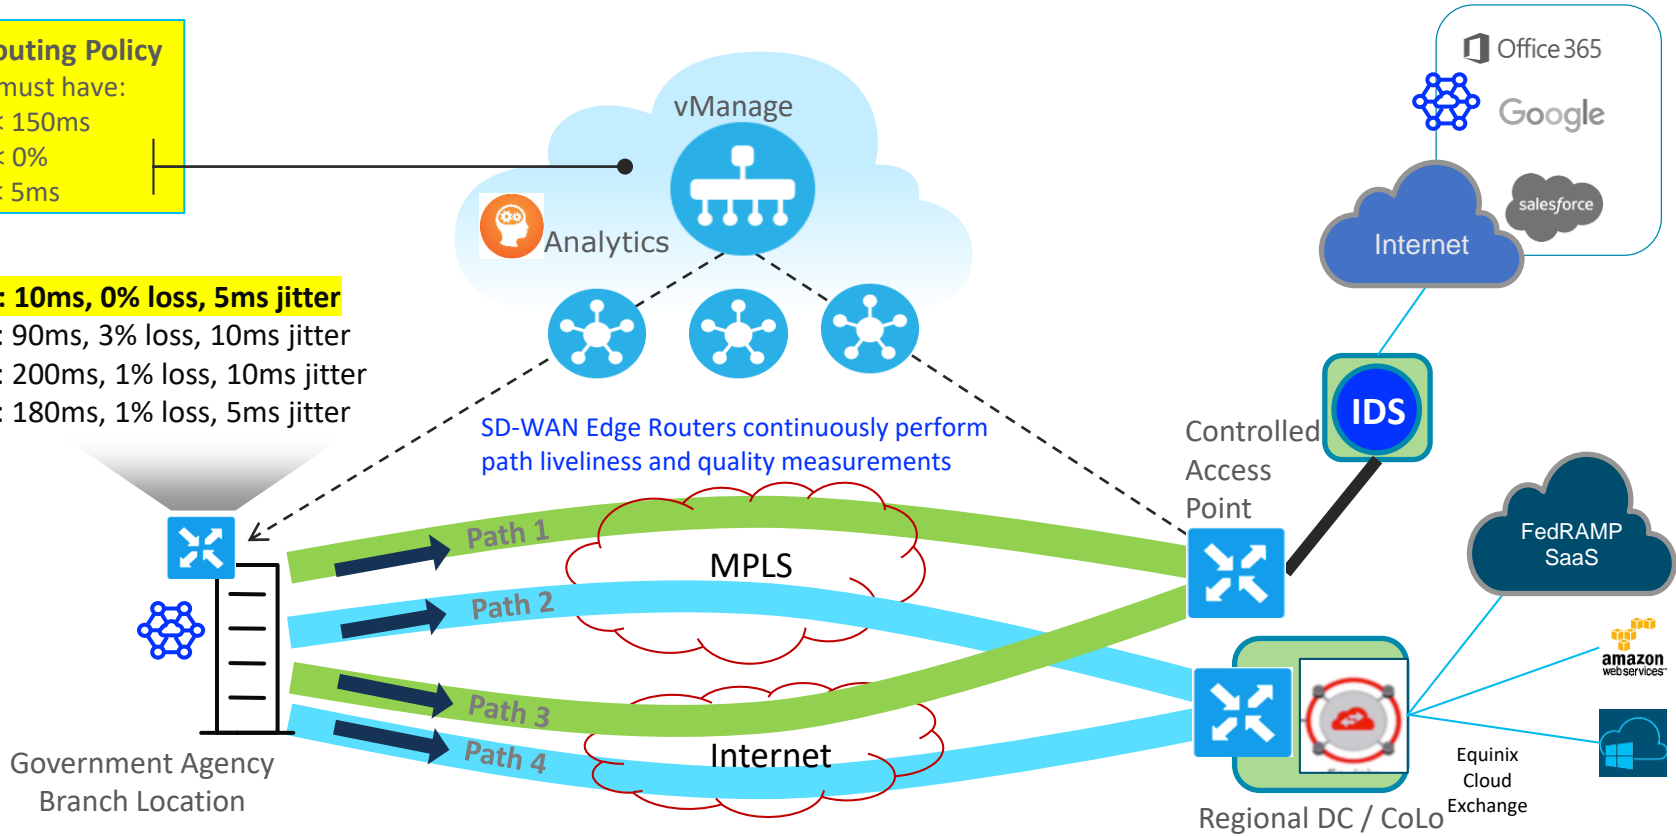 outing Policy
must have:
< 150ms
< 0%
< 5ms
vManage
Analytics
Office 365
Google
salesforce
Internet
: 10ms, 0% loss, 5ms jitter
: 90ms, 3% loss, 10ms jitter
: 200ms, 1% loss, 10ms jitter
: 180ms, 1% loss, 5ms jitter
SD-WAN Edge Routers continuously perform
path liveliness and quality measurements
Controlled
Access
Point
IDS
FedRAMP
SaaS
Path 1
MPLS
Path 2
Path 3
Path 4
Internet
amazon
webservices™
Government Agency
Branch Location
Equinix
Cloud
Exchange
Regional DC / CoLo